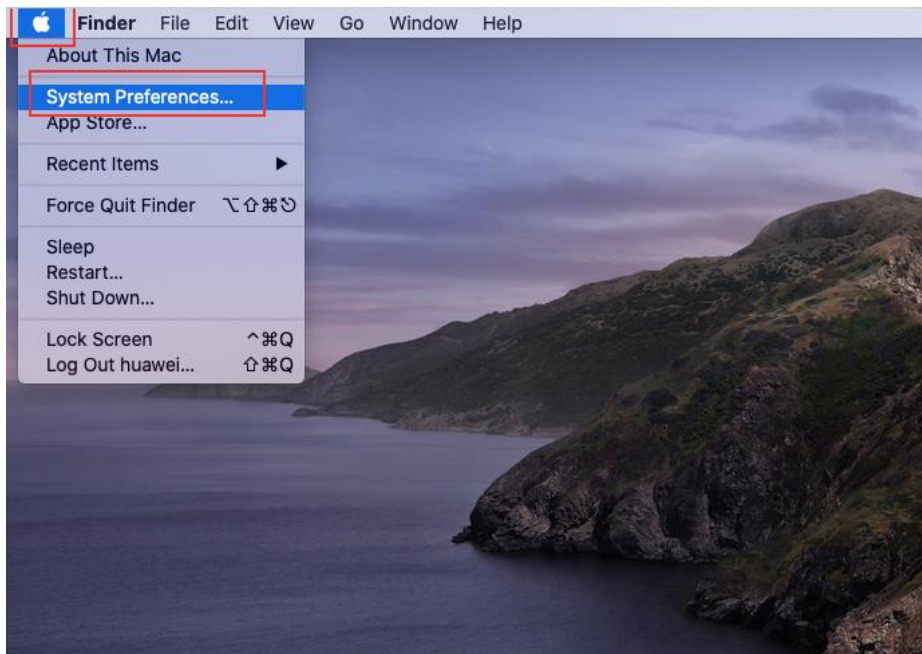 Finder File Edit View Go Window Help
About This Mac
System Preferences...
App Store...
Recent Items ▶
Force Quit Finder ⌥⇧⌘⎋
Sleep
Restart...
Shut Down...
Lock Screen ^⌘Q
Log Out huawei... ⇧⌘Q